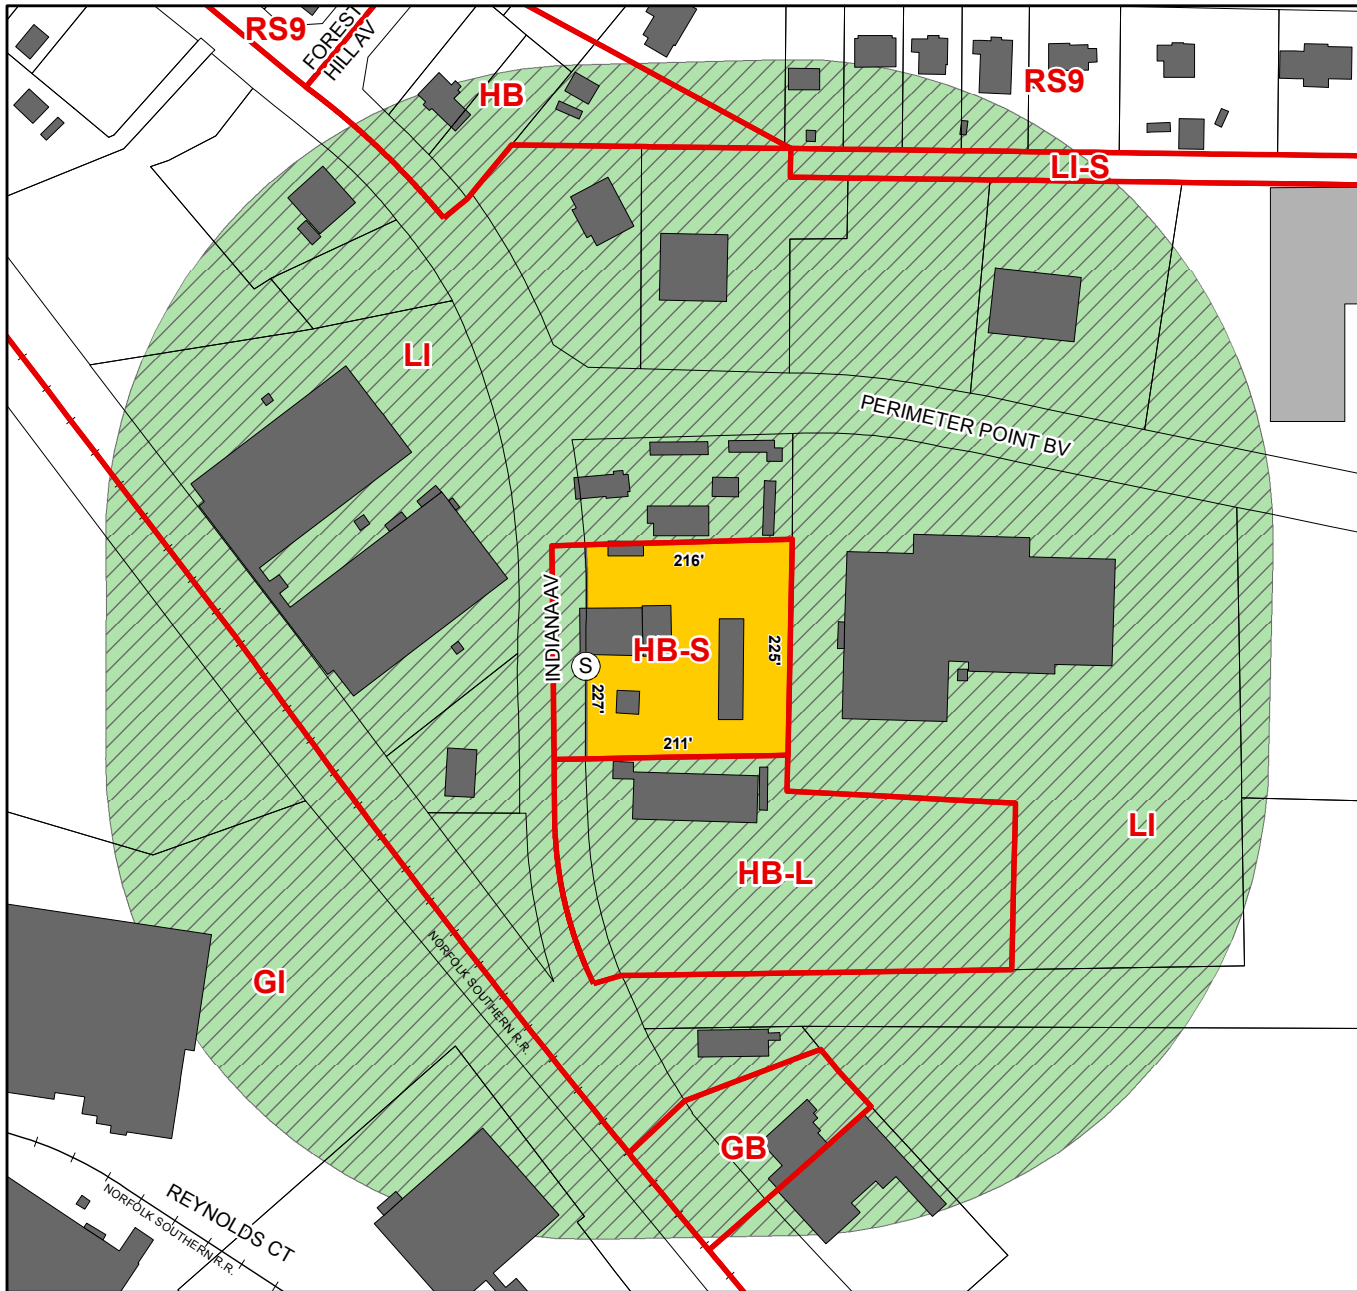 RS9
FOREST
HILL AV
HB
RS9
LI-S
LI
PERIMETER POINT BV
216'
INDIANA AV
HB-S
225'
S
227'
211'
LI
HB-L
GI
NORFOLK SOUTHERN R.R.
GB
REYNOLDS CT
NORFOLK SOUTHERN R.R.